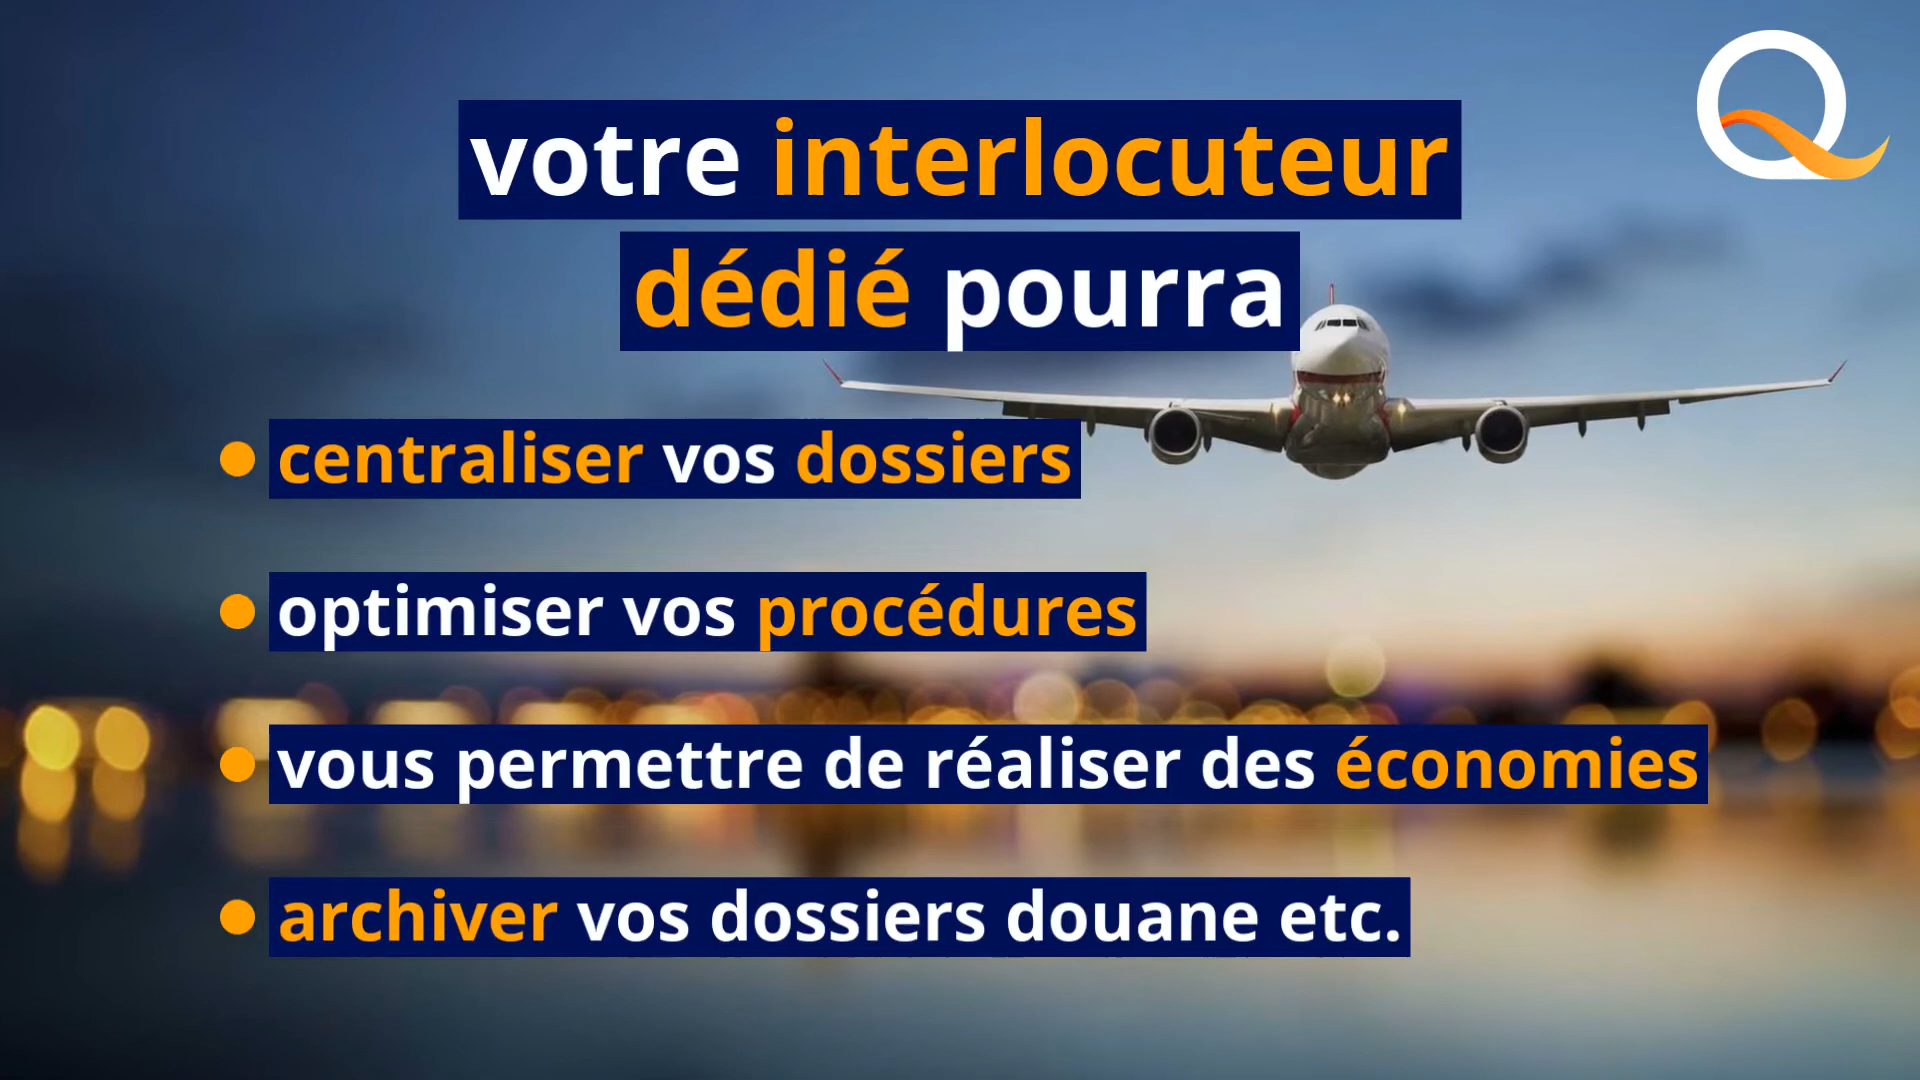 votre interlocuteur
dédié pourra
centraliser vos dossiers
optimiser vos procédures
vous permettre de réaliser des économies
archiver vos dossiers douane etc.